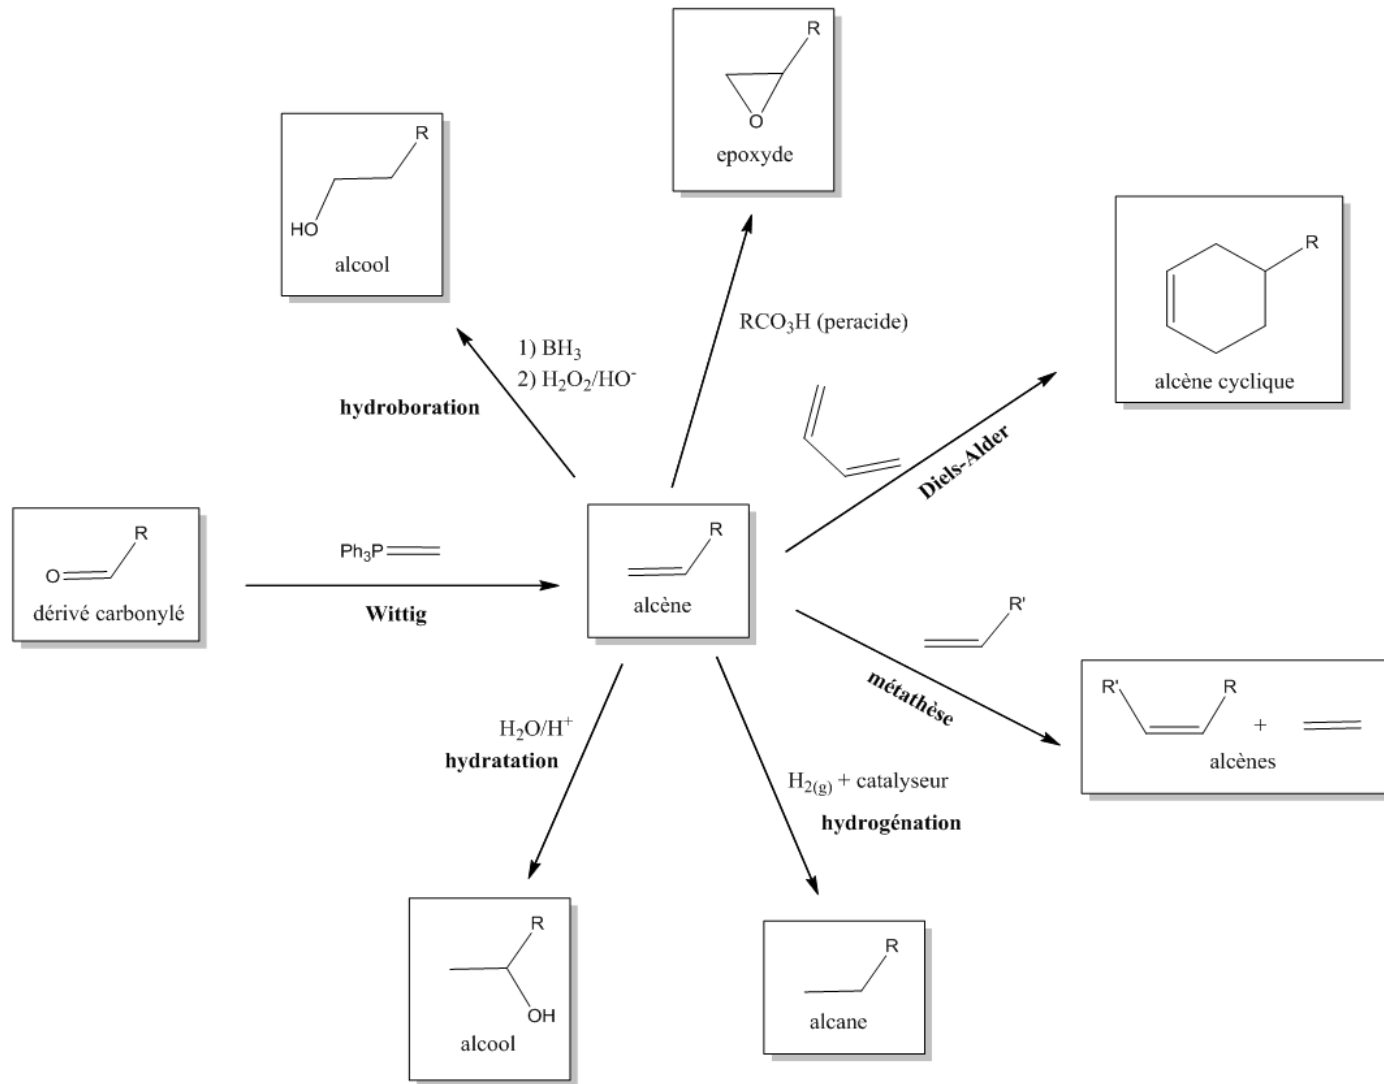 R
O
epoxyde
R
HO
alcool
R
alcène cyclique
RCO₃H (peracide)
1) BH₃
2) H₂O₂/HO⁻
hydroboration
Diels-Alder
R
O
dérivé carbonylé
Ph₃P
Wittig
R
alcène
R'
métathèse
R' R
+
alcènes
H₂O/H⁺
hydratation
H₂(g) + catalyseur
hydrogénation
R
OH
alcool
R
alcane